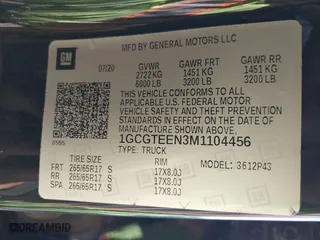 GM
MFD BY GENERAL MOTORS LLC
07/20 GVWR GAWR FRT GAWR RR
2722 KG 1451 KG 1451 KG
6000 LB 3200 LB 3200 LB
THIS VEHICLE CONFORMS TO ALL
APPLICABLE U.S. FEDERAL MOTOR
VEHICLE SAFETY AND THEFT PREVENTION
STANDARDS IN EFFECT ON THE DATE OF
MANUFACTURE SHOWN ABOVE.
1GCGTEEN3M1104456
TYPE: TRUCK
TIRE SIZE RIM MODEL: 3612P43
FRT 265/65R17 S 17X8.0J
RR 265/65R17 S 17X8.0J
SPA 265/65R17 S 17X8.0J
DREAMBID